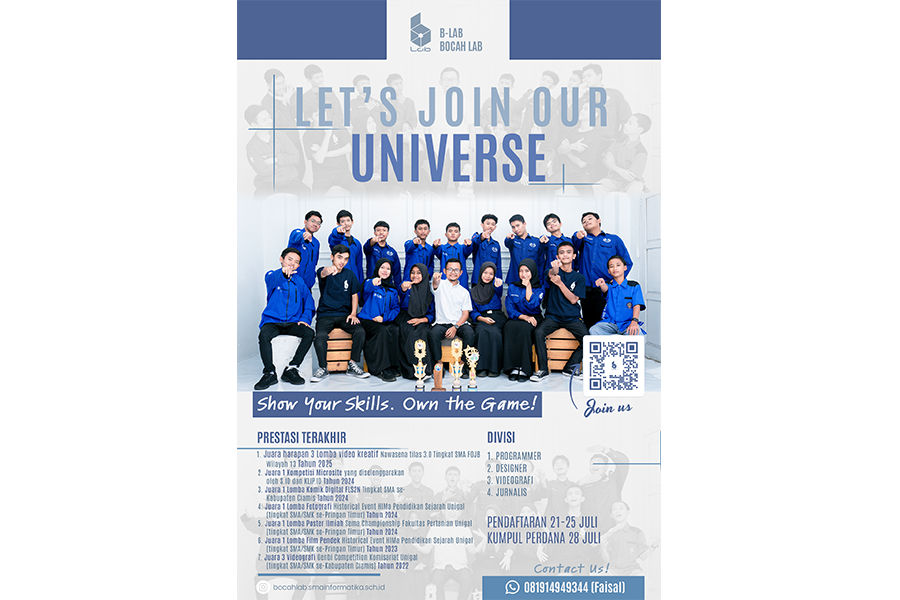 B-LAB
BOCAH LAB
LET'S JOIN OUR
UNIVERSE
Show Your Skills. Own the Game!
Join us
PRESTASI TERAKHIR
1. Juara harapan 3 Lomba video kreatif Nawasena tilas 3.0 Tingkat SMA FOJB
Wilayah 13 Tahun 2025
2. Juara 1 Kompetisi Microsite yang diselenggarakan
oleh S.ID dan KLIP ID Tahun 2024
3. Juara 1 Lomba Komik Digital FLS2N Tingkat SMA se-
Kabupaten Ciamis Tahun 2024
4. Juara 1 Lomba Fotografi Historical Event HIMa Pendidikan Sejarah Unigal
(tingkat SMA/SMK se-Pringan Timur) Tahun 2024
5. Juara 1 Lomba Poster Ilmiah Sema Championship Fakultas Pertanian Unigal
(tingkat SMA/SMK se-Pringan Timur) Tahun 2024
6. Juara 1 Lomba Film Pendek Historical Event HIMa Pendidikan Sejarah Unigal
(tingkat SMA/SMK se-Pringan Timur) Tahun 2023
7. Juara 3 Videografi Genbi Competition Komisariat Unigal
(tingkat SMA/SMK se-Kabupaten Ciamis) Tahun 2022
bocahlab.smainformatika.sch.id
DIVISI
1. PROGRAMMER
2. DESIGNER
3. VIDEOGRAFI
4. JURNALIS
PENDAFTARAN 21-25 JULI
KUMPUL PERDANA 28 JULI
Contact Us!
081914949344 (Faisal)